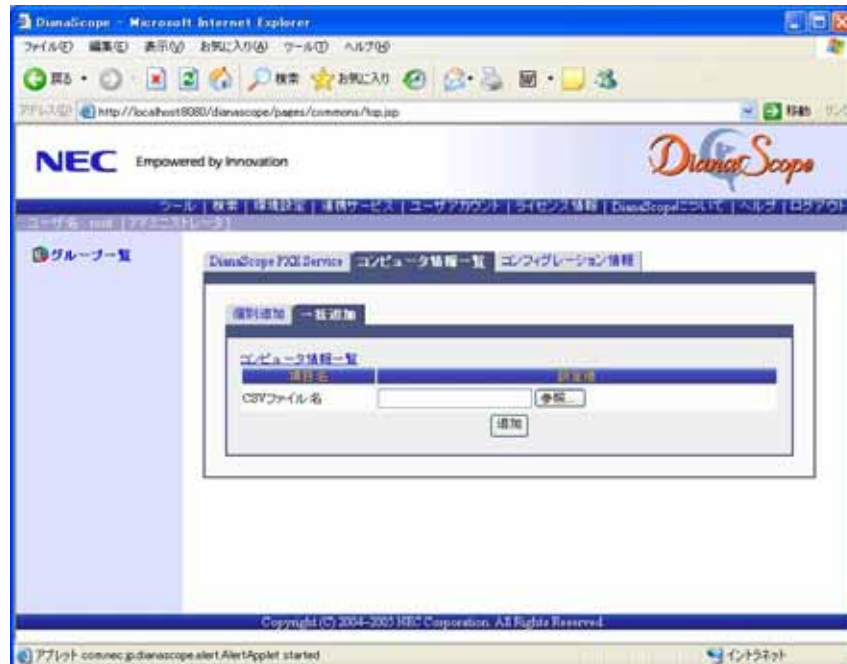 DianaScope - Microsoft Internet Explorer
ファイル(F) 編集(E) 表示(V) お気に入り(A) ツール(T) ヘルプ(H)
戻る 検索 お気に入り
アドレス(D) http://localhost:8080/dianascope/pages/commons/top.jsp 移動
NEC Empowered by Innovation DianaScope
ツール | 検索 | 環境設定 | 連携サービス | ユーザアカウント | ライセンス情報 | DianaScopeについて | ヘルプ | ログアウト
ユーザ名 root [アドミニストレータ]
グループ一覧
DianaScope PXE Service コンピュータ情報一覧 コンフィグレーション情報
個別追加 一括追加
コンピュータ情報一覧
項目名 設定値
CSVファイル名 参照...
追加
Copyright (C) 2004-2005 NEC Corporation. All Rights Reserved.
アプレット com.nec.jp.dianascope.alert.AlertApplet started イントラネット